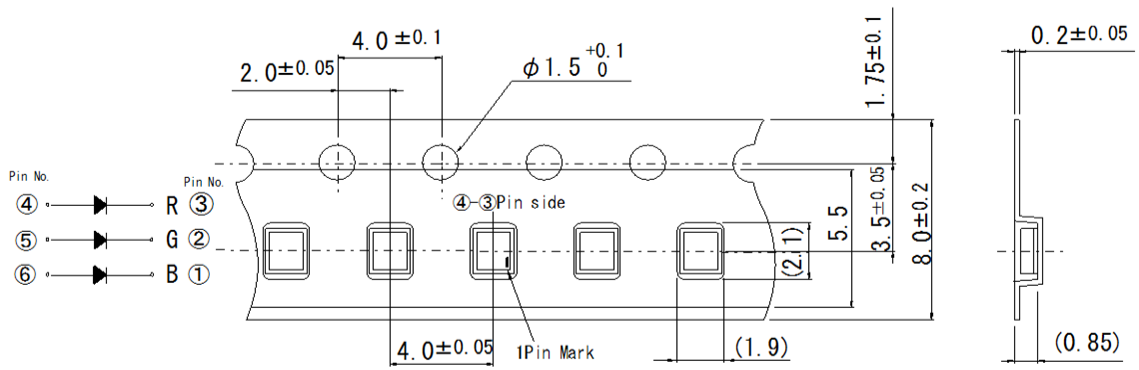 4.0±0.1
2.0±0.05
φ1.5 +0.1 0
1.75±0.1
0.2±0.05
Pin No.
Pin No.
④ R ③
⑤ G ②
⑥ B ①
④-③Pin side
(2.1)
5.5
3.5±0.05
8.0±0.2
4.0±0.05
1Pin Mark
(1.9)
(0.85)